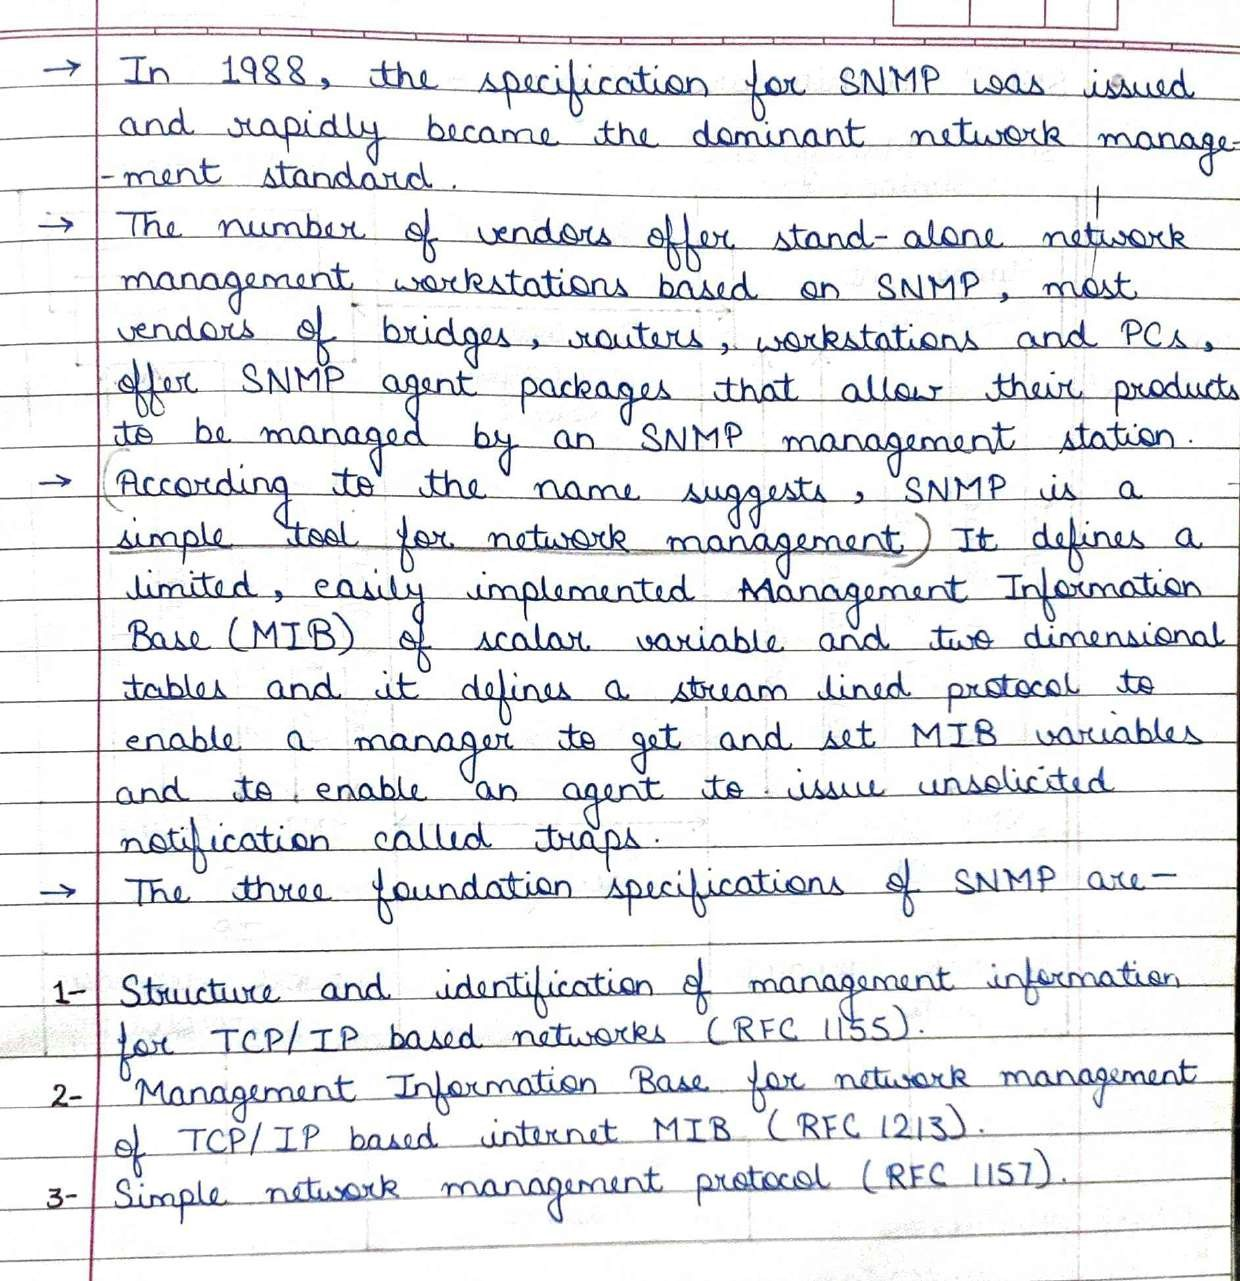 → In 1988, the specification for SNMP was issued
and rapidly became the dominant network manage-
-ment standard.
→ The number of vendors offer stand-alone network
management workstations based on SNMP, most
vendors of bridges, routers, workstations and PCs,
offer SNMP agent packages that allow their products
to be managed by an SNMP management station.
→ (According to the name suggests, SNMP is a
simple tool for network management) It defines a
limited, easily implemented Management Information
Base (MIB) of scalar variable and two dimensional
tables and it defines a stream lined protocol to
enable a manager to get and set MIB variables
and to enable an agent to issue unsolicited
notification called traps.
→ The three foundation specifications of SNMP are-
1- Structure and identification of management information
for TCP/IP based networks (RFC 1155).
2- Management Information Base for network management
of TCP/IP based internet MIB (RFC 1213).
3- Simple network management protocol (RFC 1157).